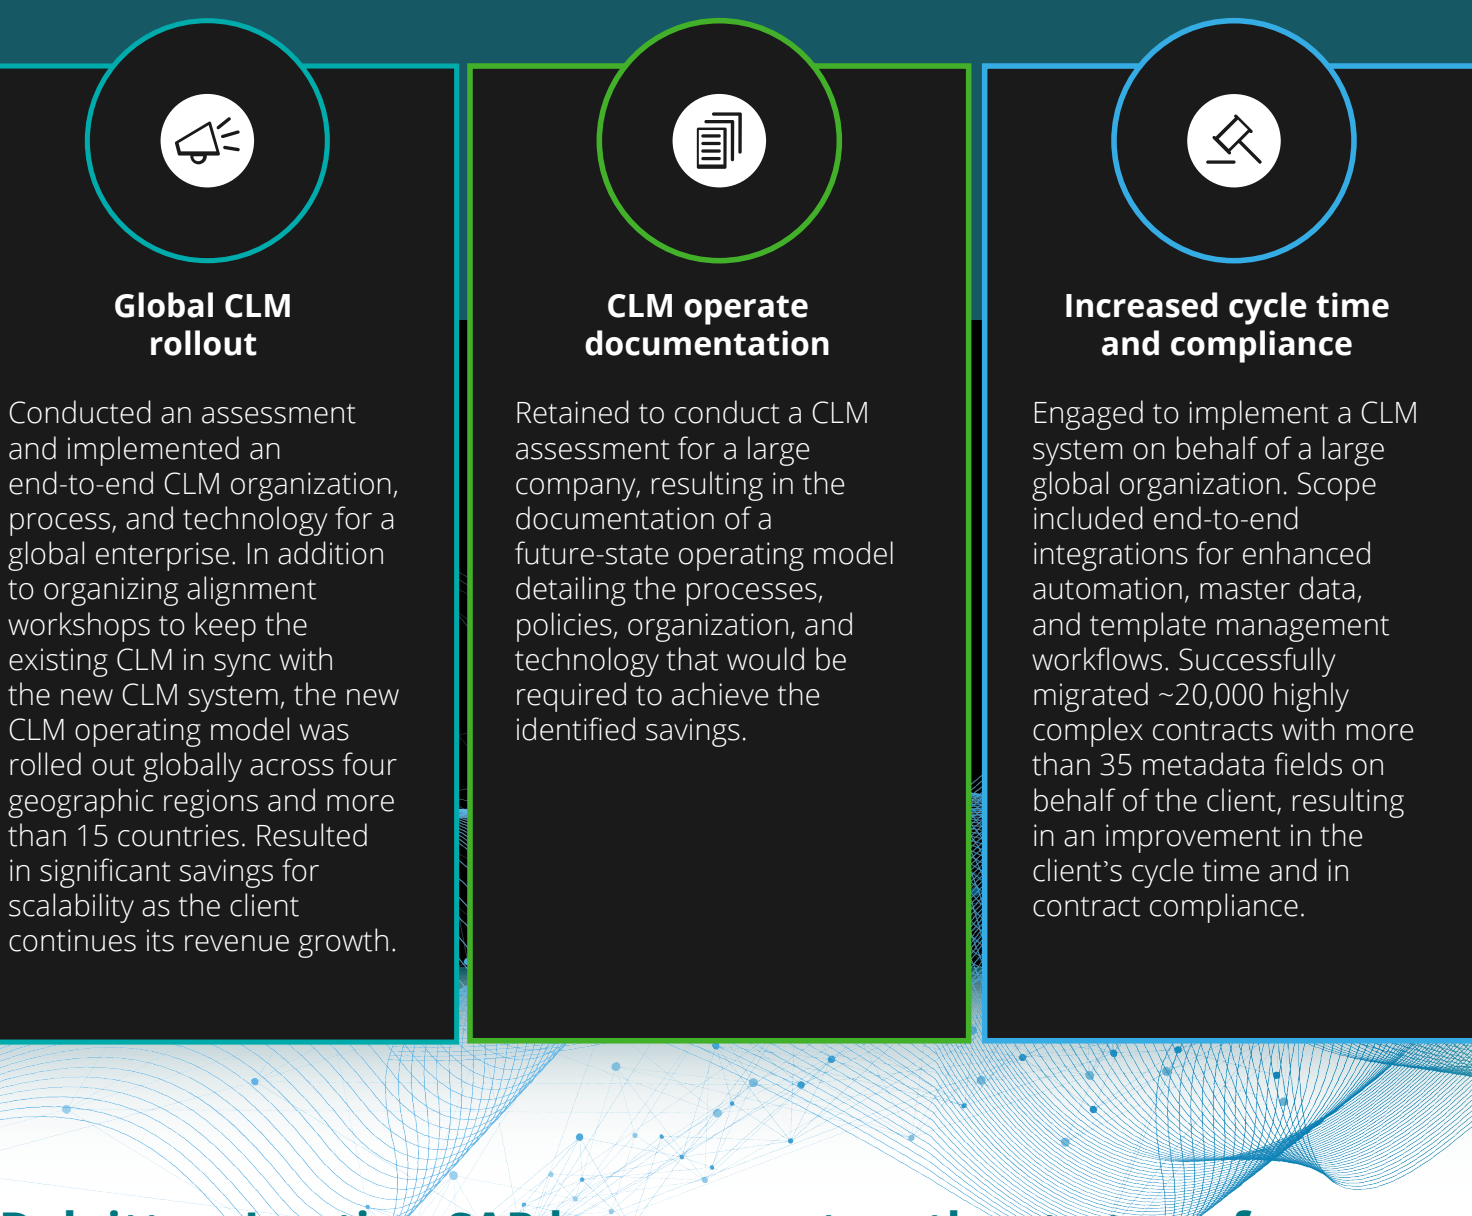 Global CLM
rollout
Conducted an assessment
and implemented an
end-to-end CLM organization,
process, and technology for a
global enterprise. In addition
to organizing alignment
workshops to keep the
existing CLM in sync with
the new CLM system, the new
CLM operating model was
rolled out globally across four
geographic regions and more
than 15 countries. Resulted
in significant savings for
scalability as the client
continues its revenue growth.
CLM operate
documentation
Retained to conduct a CLM
assessment for a large
company, resulting in the
documentation of a
future-state operating model
detailing the processes,
policies, organization, and
technology that would be
required to achieve the
identified savings.
Increased cycle time
and compliance
Engaged to implement a CLM
system on behalf of a large
global organization. Scope
included end-to-end
integrations for enhanced
automation, master data,
and template management
workflows. Successfully
migrated ~20,000 highly
complex contracts with more
than 35 metadata fields on
behalf of the client, resulting
in an improvement in the
client's cycle time and in
contract compliance.